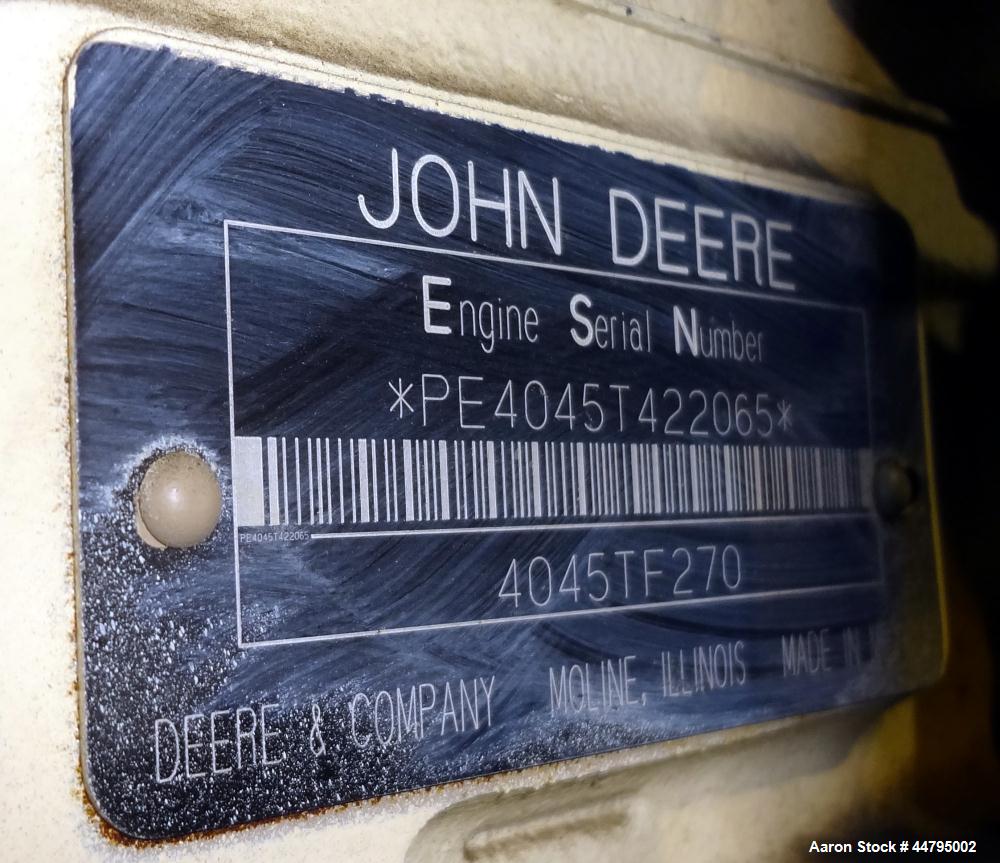 JOHN DEERE
Engine Serial Number
*PE4045T422065*
PE4045T422065
4045TF270
DEERE & COMPANY MOLINE, ILLINOIS MADE IN
Aaron Stock # 44795002